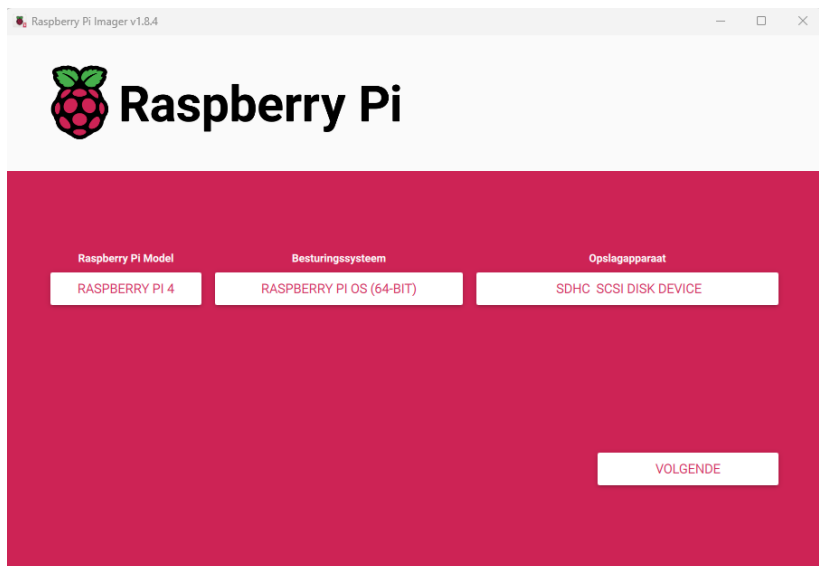 Raspberry Pi Imager v1.8.4
Raspberry Pi
Raspberry Pi Model
Besturingssysteem
Opslagapparaat
RASPBERRY PI 4
RASPBERRY PI OS (64-BIT)
SDHC SCSI DISK DEVICE
VOLGENDE